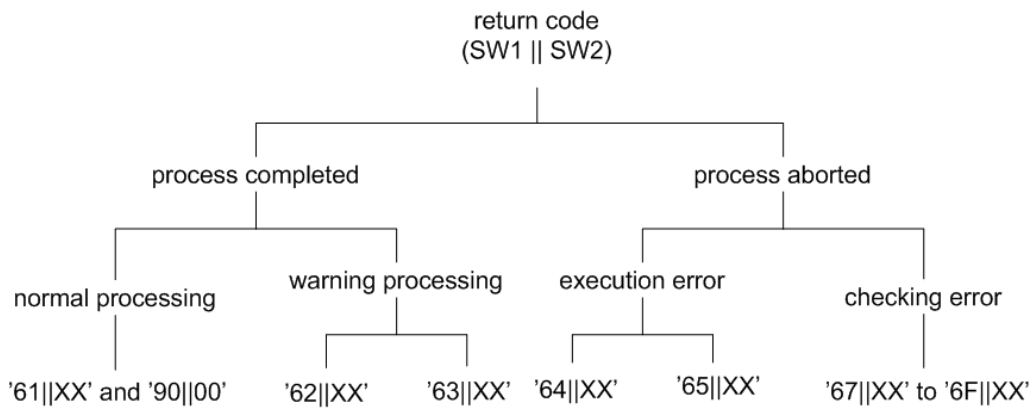 return code
(SW1 || SW2)
process completed
process aborted
normal processing
warning processing
execution error
checking error
’61||XX’ and ’90||00’
’62||XX’
’63||XX’
’64||XX’
’65||XX’
’67||XX’ to ’6F||XX’